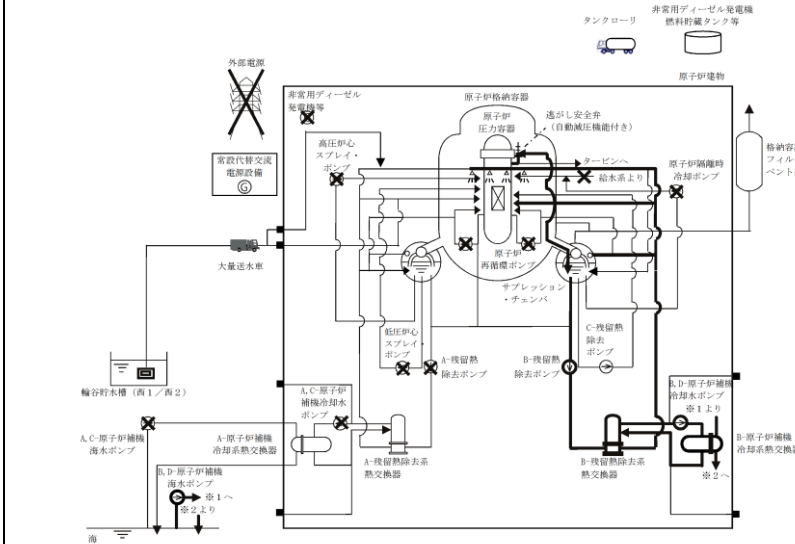 タンクローリ
非常用ディーゼル発電機
燃料貯蔵タンク等
外部電源
原子炉建物
非常用ディーゼル
発電機等
原子炉格納容器
原子炉
圧力容器
逃がし安全弁
(自動減圧機能付き)
高圧炉心
スプレイ・
ポンプ
常設代替交流
電源設備
G
タービンへ
給水系より
原子炉隔離時
冷却ポンプ
格納容
フィル
ベント
大量送水車
原子炉
再循環ポンプ
サプレッション
・チェンバ
低圧炉心
スプレイ・
ポンプ
A-残留熱
除去ポンプ
B-残留熱
除去ポンプ
C-残留熱
除去
ポンプ
輪谷貯水槽(西1/西2)
A,C-原子炉
補機冷却水
ポンプ
B,D-原子炉補機
冷却水ポンプ
※1より
A,C-原子炉補機
海水ポンプ
A-原子炉補機
冷却系熱交換器
A-残留熱除去系
熱交換器
B-残留熱除去系
熱交換器
B-原子炉補機
冷却系熱交換器
※2へ
B,D-原子炉補機
海水ポンプ
※1へ
※2より
海